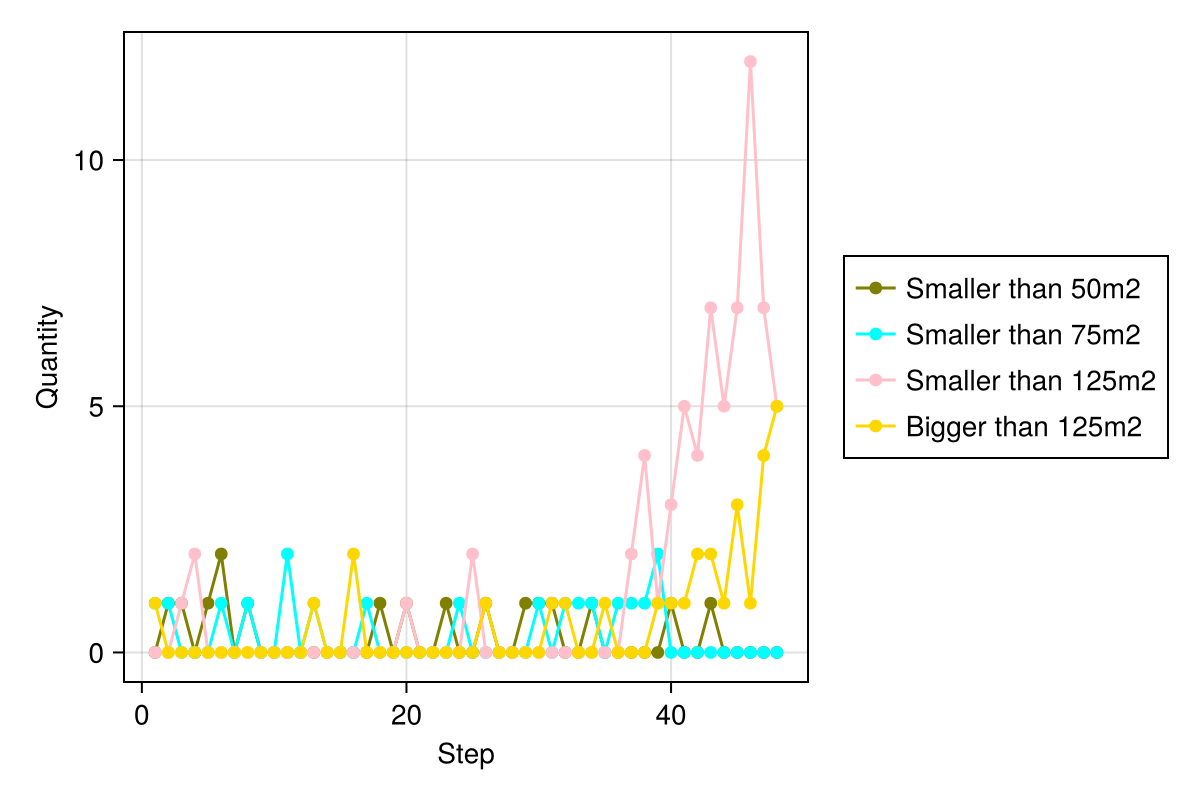 10
5
0
Quantity
0
20
40
Step
Smaller than 50m2
Smaller than 75m2
Smaller than 125m2
Bigger than 125m2